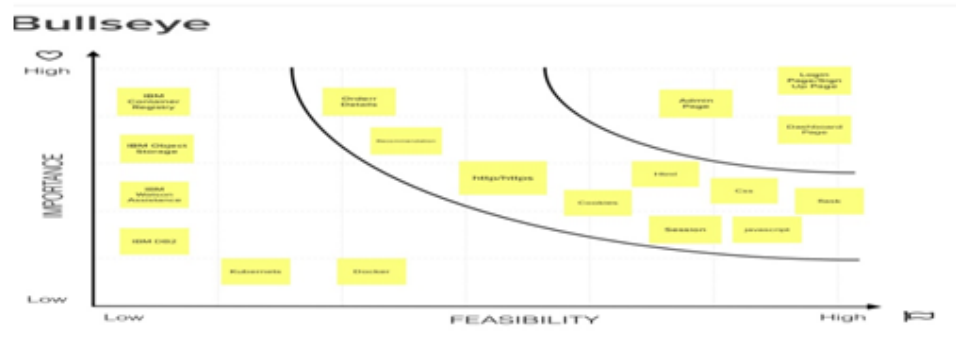 Bullseye
High
IMPORTANCE
Low
Low
FEASIBILITY
High
IBM
Container
Registry
IBM Object
Storage
IBM
Watson
Assistance
IBM DB2
Kubernets
Docker
Order
Details
http/https
Cookies
Html
Css
Session
javascript
Admin
Page
Login
Page/Sign
Up Page
Dashboard
Page